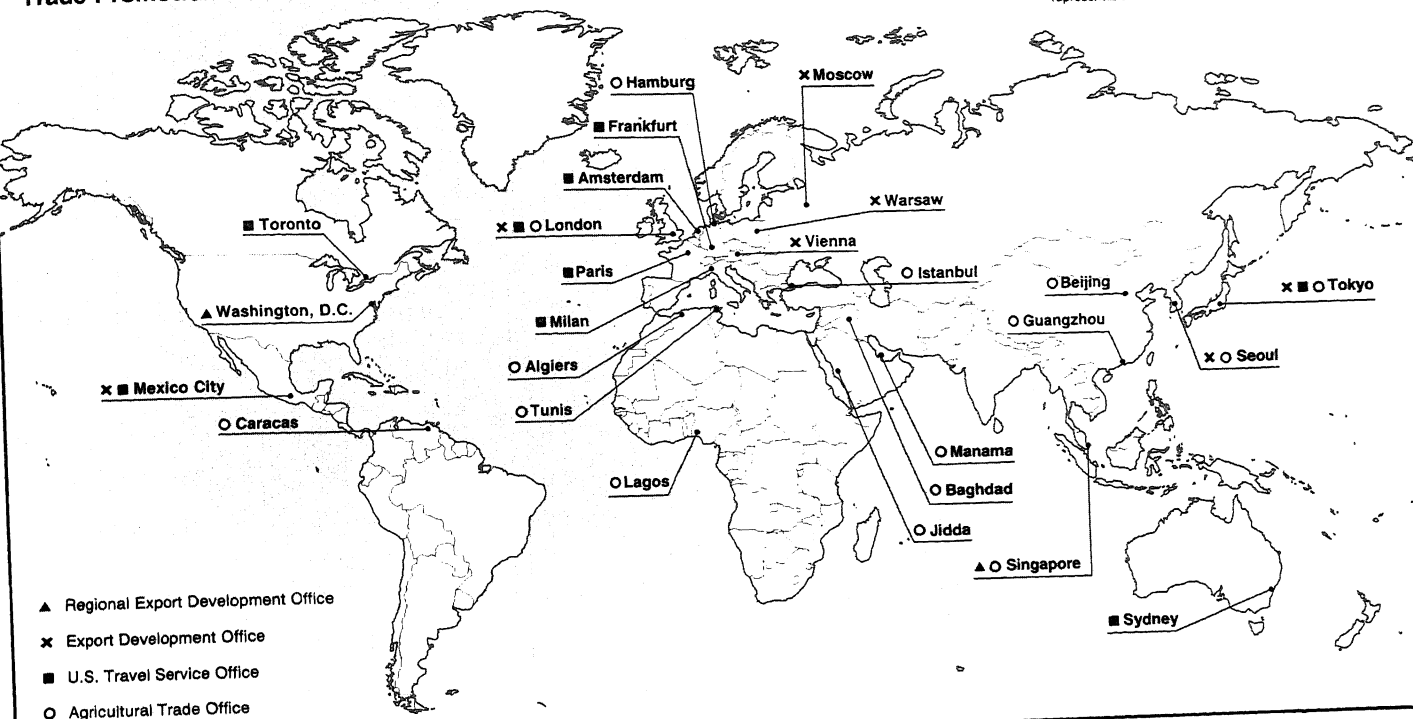 ○ Hamburg
× Moscow
■ Frankfurt
■ Amsterdam
× Warsaw
■ Toronto
× ■ ○ London
× Vienna
■ Paris
○ Istanbul
○ Beijing
× ■ ○ Tokyo
▲ Washington, D.C.
■ Milan
○ Guangzhou
× ○ Seoul
○ Algiers
× ■ Mexico City
○ Tunis
○ Caracas
○ Manama
○ Lagos
○ Baghdad
○ Jidda
▲ ○ Singapore
■ Sydney
▲ Regional Export Development Office
× Export Development Office
■ U.S. Travel Service Office
○ Agricultural Trade Office